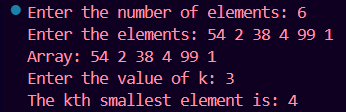 Enter the number of elements: 6
Enter the elements: 54 2 38 4 99 1
Array: 54 2 38 4 99 1
Enter the value of k: 3
The kth smallest element is: 4